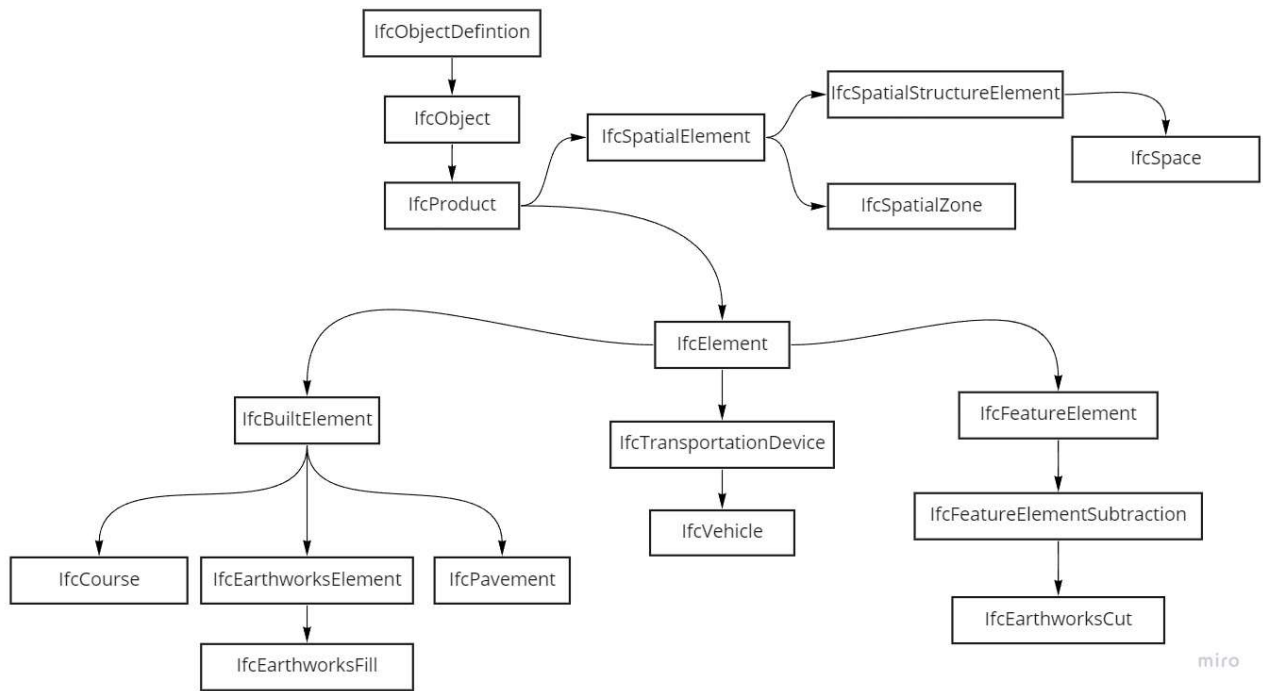 IfcObjectDefintion
IfcObject
IfcProduct
IfcSpatialElement
IfcSpatialStructureElement
IfcSpace
IfcSpatialZone
IfcElement
IfcBuiltElement
IfcTransportationDevice
IfcFeatureElement
IfcVehicle
IfcFeatureElementSubtraction
IfcCourse
IfcEarthworksElement
IfcPavement
IfcEarthworksCut
IfcEarthworksFill
miro